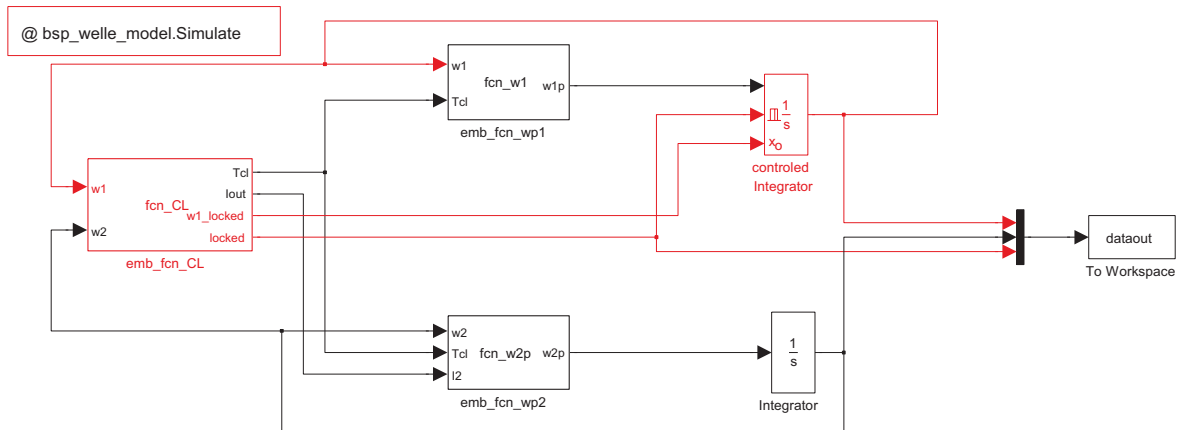 @ bsp_welle_model.Simulate
w1
fcn_w1
w1p
Tcl
emb_fcn_wp1
1
s
xo
controled
Integrator
w1
fcn_CL
w2
Tcl
Iout
w1_locked
locked
emb_fcn_CL
dataout
To Workspace
w2
Tcl
I2
fcn_w2p
w2p
emb_fcn_wp2
1
s
Integrator